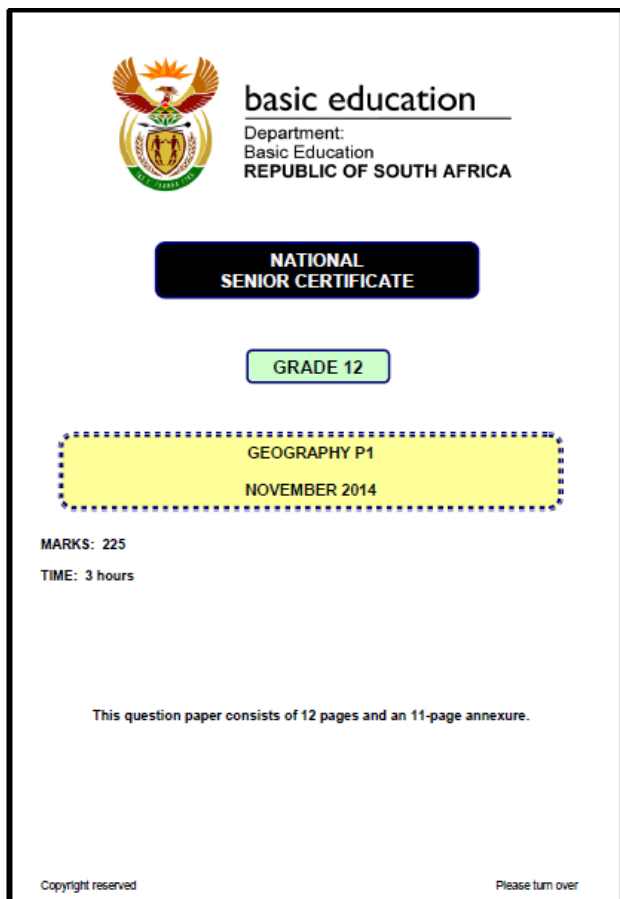 basic education
Department:
Basic Education
REPUBLIC OF SOUTH AFRICA
NATIONAL
SENIOR CERTIFICATE
GRADE 12
GEOGRAPHY P1
NOVEMBER 2014
MARKS: 225
TIME: 3 hours
This question paper consists of 12 pages and an 11-page annexure.
Copyright reserved
Please turn over